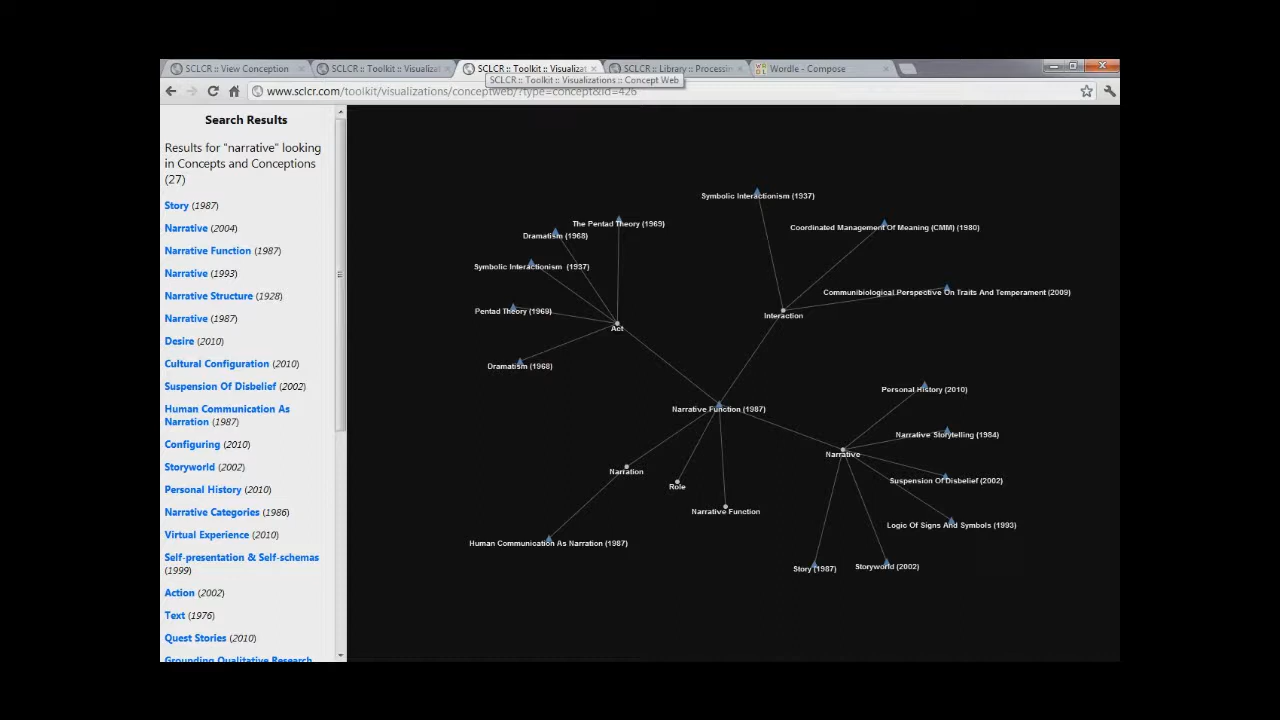 SCLCR :: View Conception
SCLCR :: Toolkit :: Visualizat
SCLCR :: Toolkit :: Visualizat
SCLCR :: Library :: Processin
Wordle - Compose
SCLCR :: Toolkit :: Visualizations :: Concept Web
www.sclcr.com/toolkit/visualizations/conceptweb/?type=concept&id=426
Search Results
Results for "narrative" looking
in Concepts and Conceptions
(27)
Story (1987)
Narrative (2004)
Narrative Function (1987)
Narrative (1993)
Narrative Structure (1928)
Narrative (1987)
Desire (2010)
Cultural Configuration (2010)
Suspension Of Disbelief (2002)
Human Communication As
Narration (1987)
Configuring (2010)
Storyworld (2002)
Personal History (2010)
Narrative Categories (1986)
Virtual Experience (2010)
Self-presentation & Self-schemas
(1999)
Action (2002)
Text (1976)
Quest Stories (2010)
Grounding Qualitative Research
Symbolic Interactionism (1937)
The Pentad Theory (1969)
Coordinated Management Of Meaning (CMM) (1980)
Dramatism (1968)
Symbolic Interactionism (1937)
Communibiological Perspective On Traits And Temperament (2009)
Pentad Theory (1969)
Interaction
Act
Dramatism (1968)
Personal History (2010)
Narrative Function (1987)
Narrative Storytelling (1984)
Narrative
Narration
Suspension Of Disbelief (2002)
Role
Narrative Function
Logic Of Signs And Symbols (1993)
Human Communication As Narration (1987)
Story (1987)
Storyworld (2002)